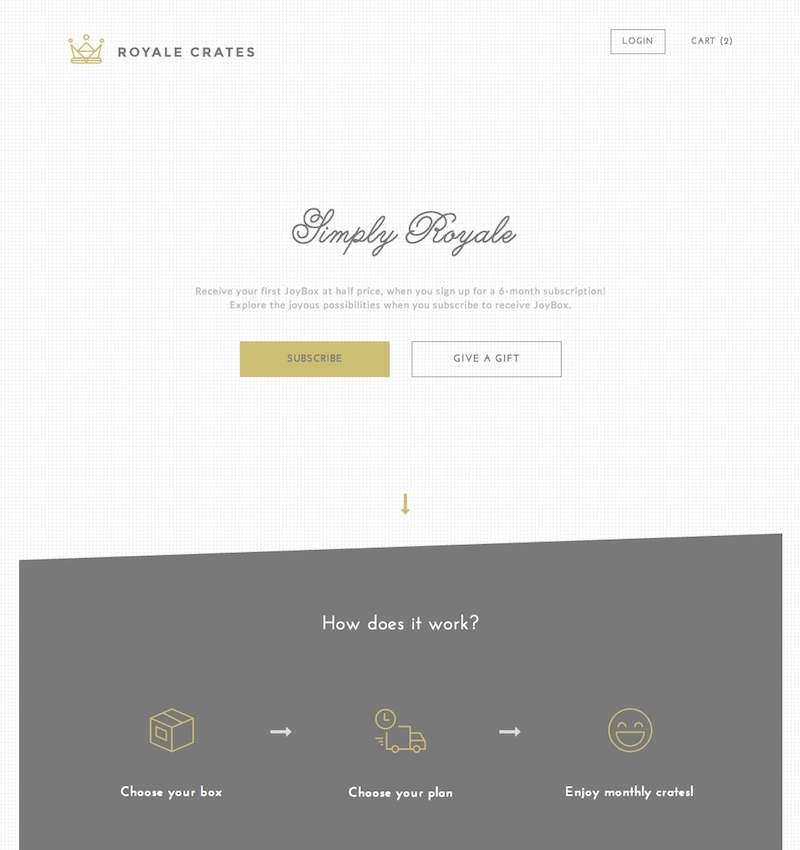 ROYALE CRATES
LOGIN
CART (2)
Simply Royale
Receive your first JoyBox at half price, when you sign up for a 6-month subscription!
Explore the joyous possibilities when you subscribe to receive JoyBox.
SUBSCRIBE
GIVE A GIFT
How does it work?
Choose your box
Choose your plan
Enjoy monthly crates!